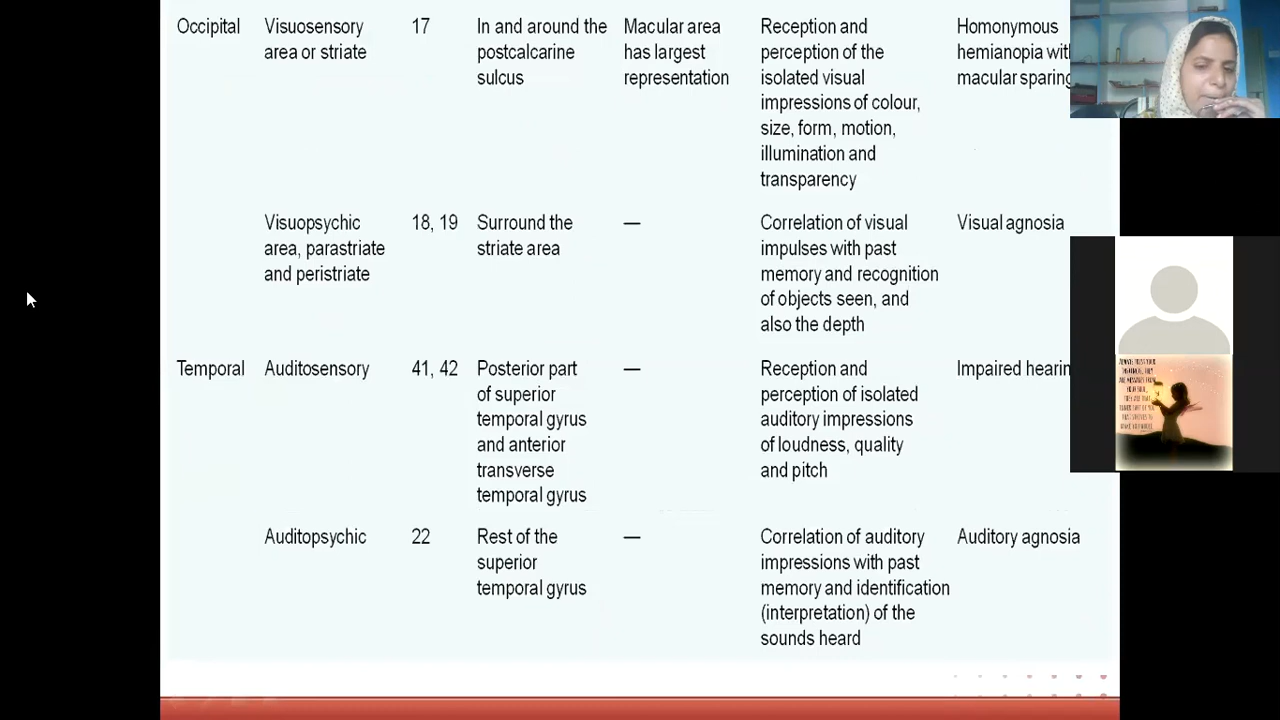 Occipital
Visuosensory
area or striate
17
In and around the
postcalcarine
sulcus
Macular area
has largest
representation
Reception and
perception of the
isolated visual
impressions of colour,
size, form, motion,
illumination and
transparency
Homonymous
hemianopia with
macular sparing
Visuopsychic
area, parastriate
and peristriate
18, 19
Surround the
striate area
—
Correlation of visual
impulses with past
memory and recognition
of objects seen, and
also the depth
Visual agnosia
Temporal
Auditosensory
41, 42
Posterior part
of superior
temporal gyrus
and anterior
transverse
temporal gyrus
—
Reception and
perception of isolated
auditory impressions
of loudness, quality
and pitch
Impaired hearin
Auditopsychic
22
Rest of the
superior
temporal gyrus
—
Correlation of auditory
impressions with past
memory and identification
(interpretation) of the
sounds heard
Auditory agnosia